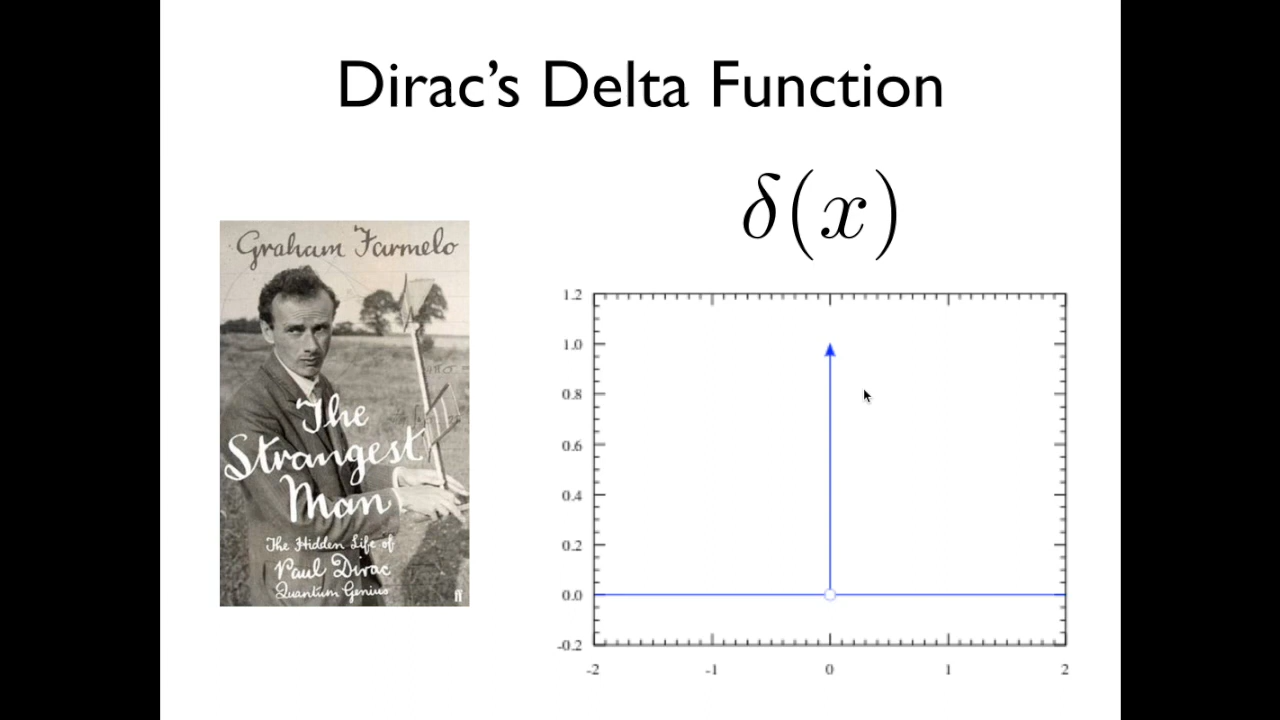 Dirac’s Delta Function
δ(x)
Graham Farmelo
The
Strangest
Man
The Hidden Life of
Paul Dirac
Quantum Genius
ff
1.2
1.0
0.8
0.6
0.4
0.2
0.0
-0.2
-2 -1 0 1 2